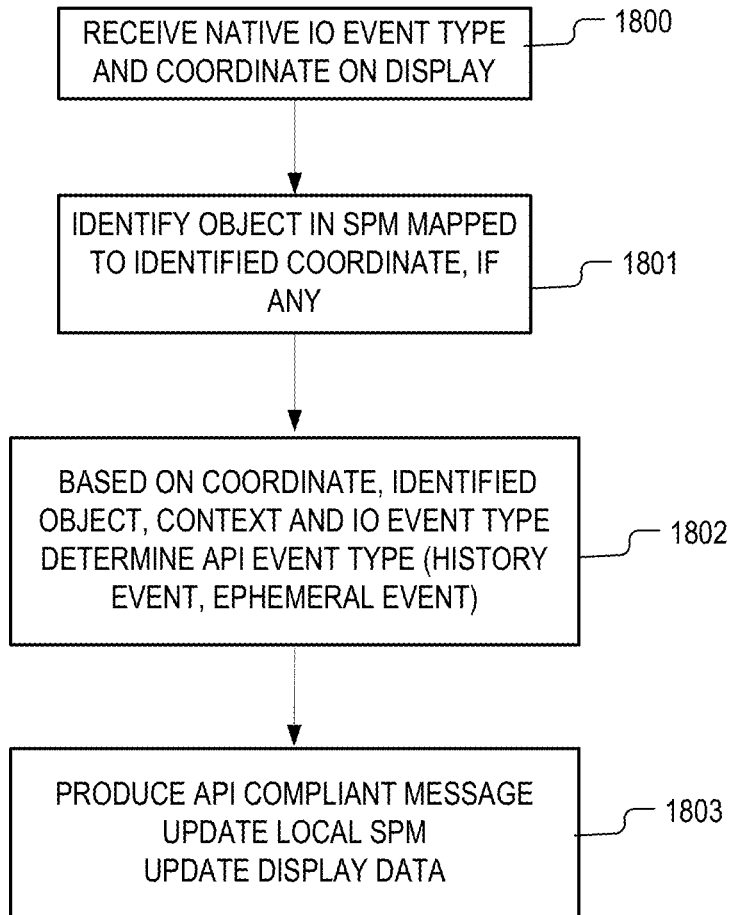 RECEIVE NATIVE IO EVENT TYPE
AND COORDINATE ON DISPLAY
1800
IDENTIFY OBJECT IN SPM MAPPED
TO IDENTIFIED COORDINATE, IF
ANY
1801
BASED ON COORDINATE, IDENTIFIED
OBJECT, CONTEXT AND IO EVENT TYPE
DETERMINE API EVENT TYPE (HISTORY
EVENT, EPHEMERAL EVENT)
1802
PRODUCE API COMPLIANT MESSAGE
UPDATE LOCAL SPM
UPDATE DISPLAY DATA
1803